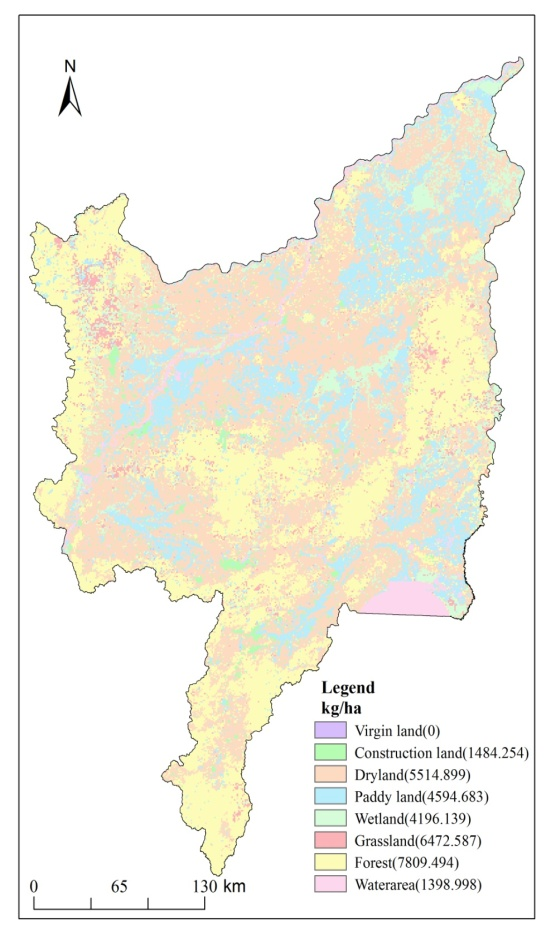 N
Legend
kg/ha
Virgin land(0)
Construction land(1484.254)
Dryland(5514.899)
Paddy land(4594.683)
Wetland(4196.139)
Grassland(6472.587)
Forest(7809.494)
Waterarea(1398.998)
0 65 130 km